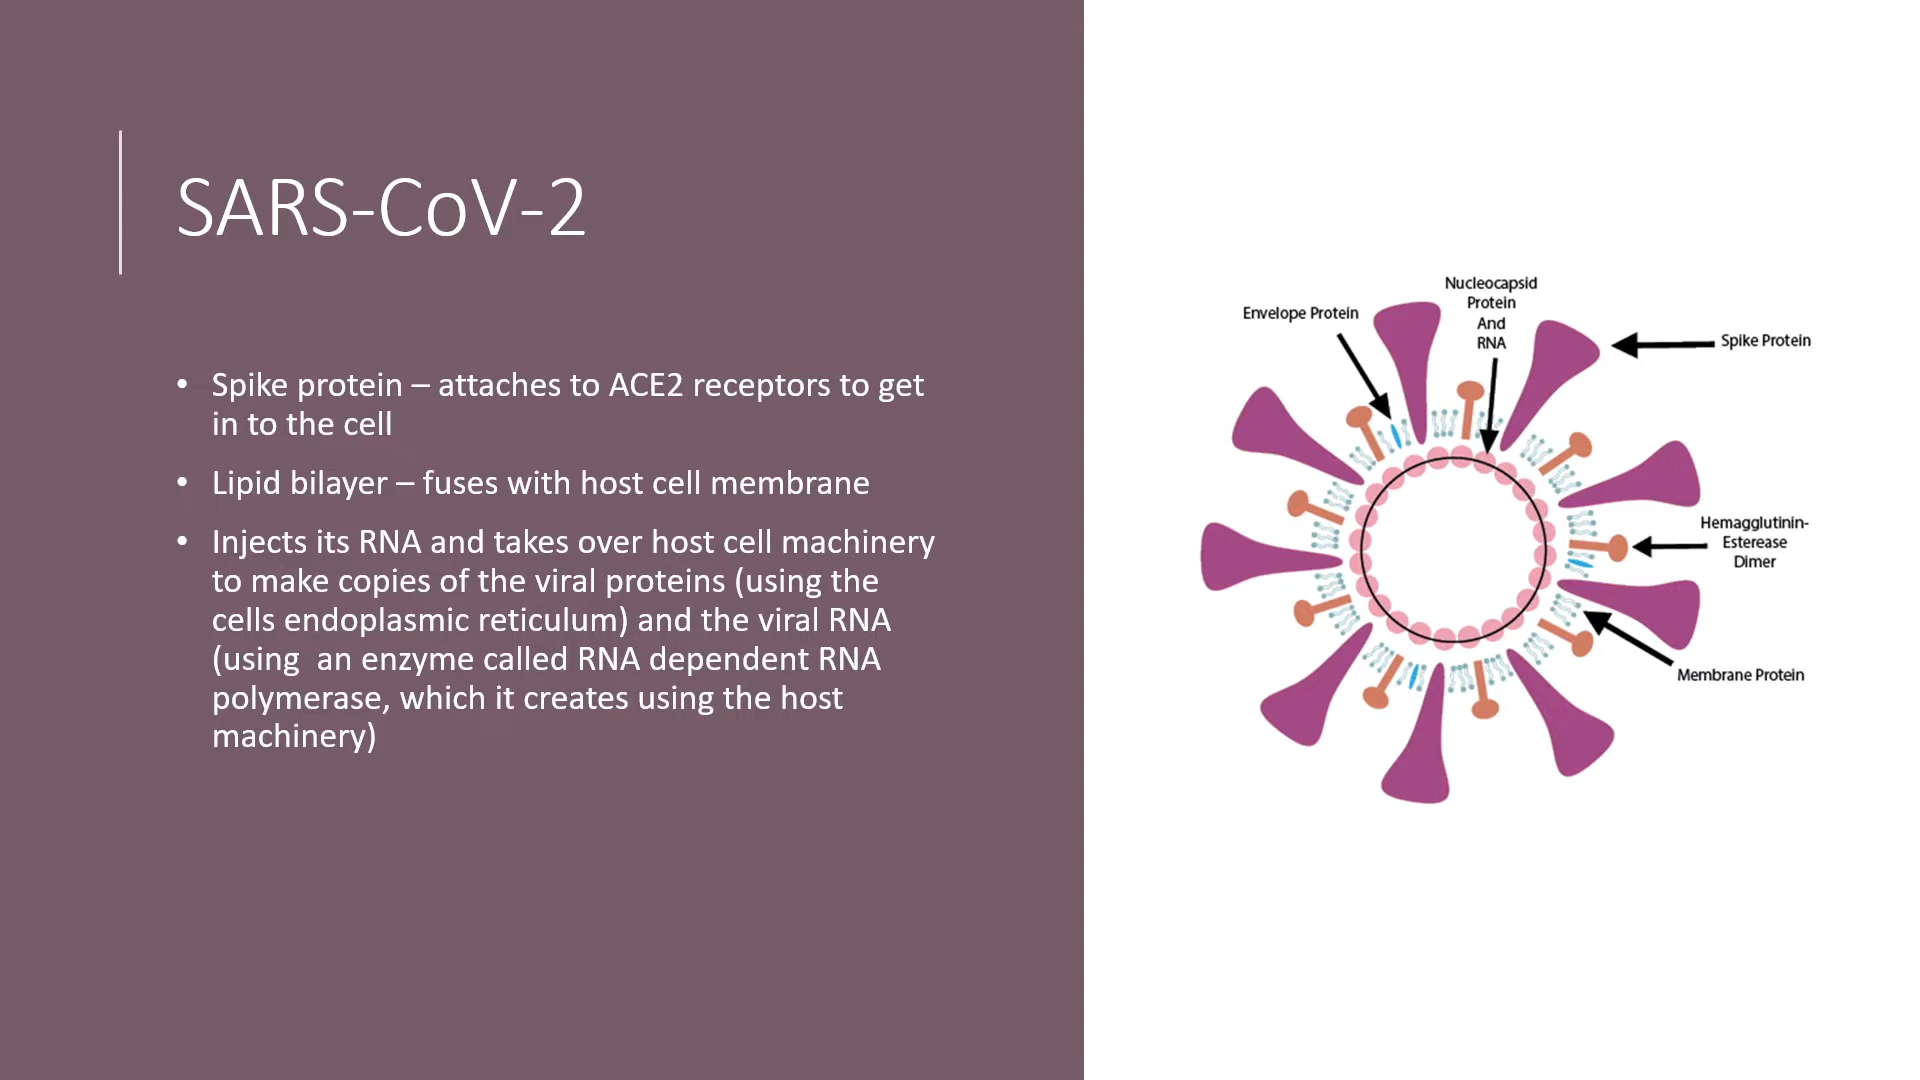 SARS-CoV-2
• Spike protein – attaches to ACE2 receptors to get
in to the cell
• Lipid bilayer – fuses with host cell membrane
• Injects its RNA and takes over host cell machinery
to make copies of the viral proteins (using the
cells endoplasmic reticulum) and the viral RNA
(using  an enzyme called RNA dependent RNA
polymerase, which it creates using the host
machinery)
Nucleocapsid
Protein
And
RNA
Envelope Protein
Spike Protein
Hemagglutinin-
Esterease
Dimer
Membrane Protein